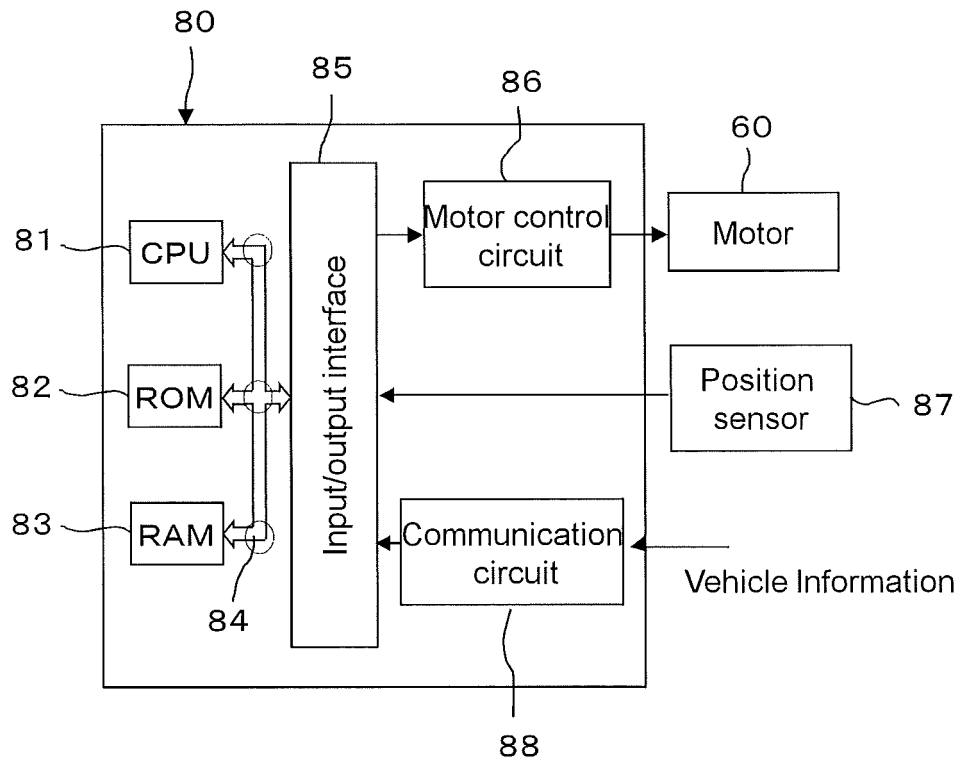 80
85
86
60
81
CPU
Motor control
circuit
Motor
82
ROM
Input/output interface
Position
sensor
87
83
RAM
84
Communication
circuit
Vehicle Information
88